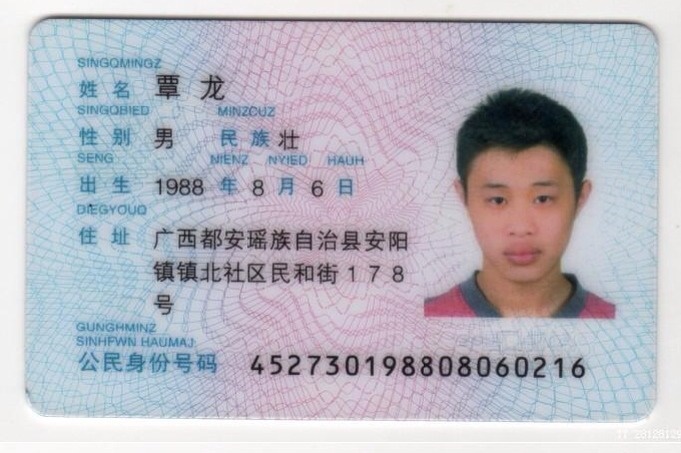 SINGQMINGZ
姓名 覃龙
SINGQBIED MINZCUZ
性别 男 民族 壮
SENG NIENZ NYIED HAUH
出生 1988 年 8 月 6 日
DIEGYOUQ
住址 广西都安瑶族自治县安阳
镇镇北社区民和街178
号
GUNGHMINZ
SINHFWN HAUMAJ
公民身份号码 452730198808060216